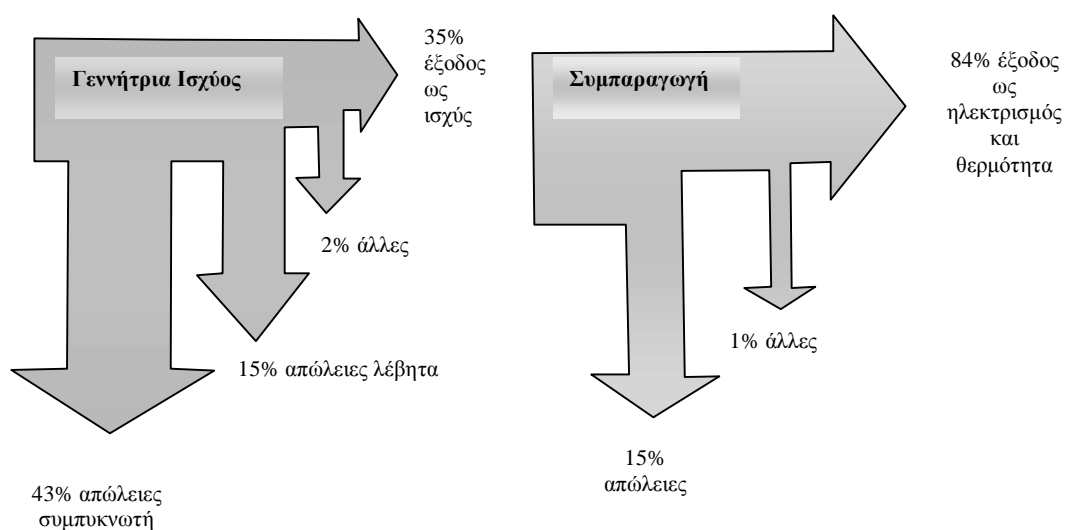 Γεννήτρια Ισχύος
35%
έξοδος
ως
ισχύς
2% άλλες
15% απώλειες λέβητα
43% απώλειες
συμπυκνωτή
Συμπαραγωγή
84% έξοδος
ως
ηλεκτρισμός
και
θερμότητα
1% άλλες
15%
απώλειες